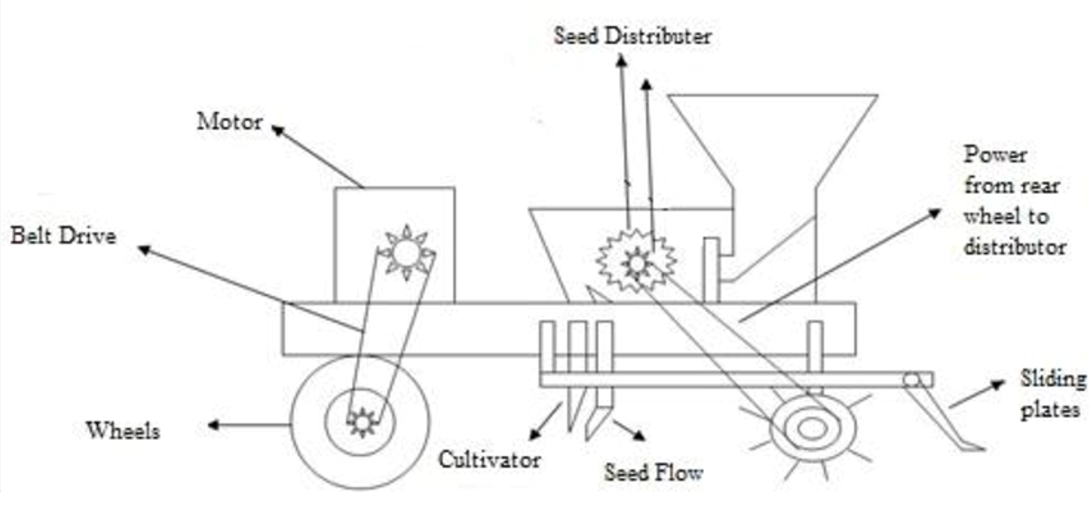 Seed Distributer
Motor
Power
from rear
wheel to
distributor
Belt Drive
Sliding
plates
Wheels
Cultivator
Seed Flow